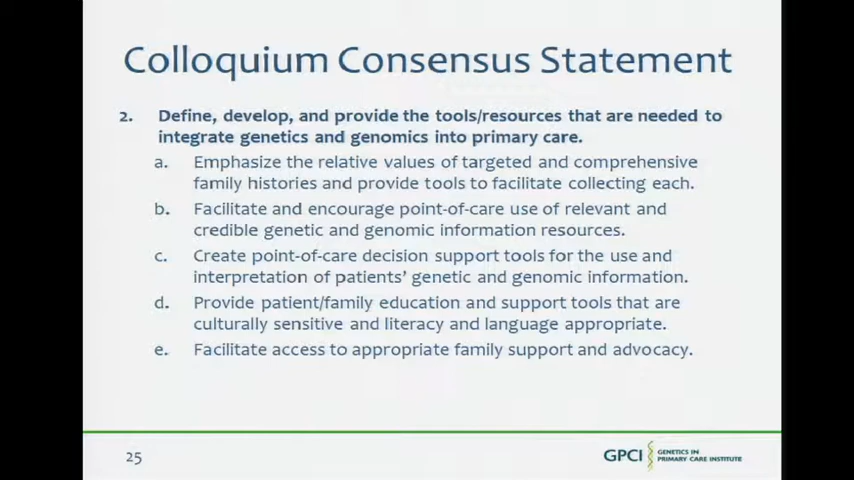 Colloquium Consensus Statement
2. Define, develop, and provide the tools/resources that are needed to
integrate genetics and genomics into primary care.
a. Emphasize the relative values of targeted and comprehensive
family histories and provide tools to facilitate collecting each.
b. Facilitate and encourage point-of-care use of relevant and
credible genetic and genomic information resources.
c. Create point-of-care decision support tools for the use and
interpretation of patients’ genetic and genomic information.
d. Provide patient/family education and support tools that are
culturally sensitive and literacy and language appropriate.
e. Facilitate access to appropriate family support and advocacy.
25
GPCI GENETICS IN
PRIMARY CARE INSTITUTE